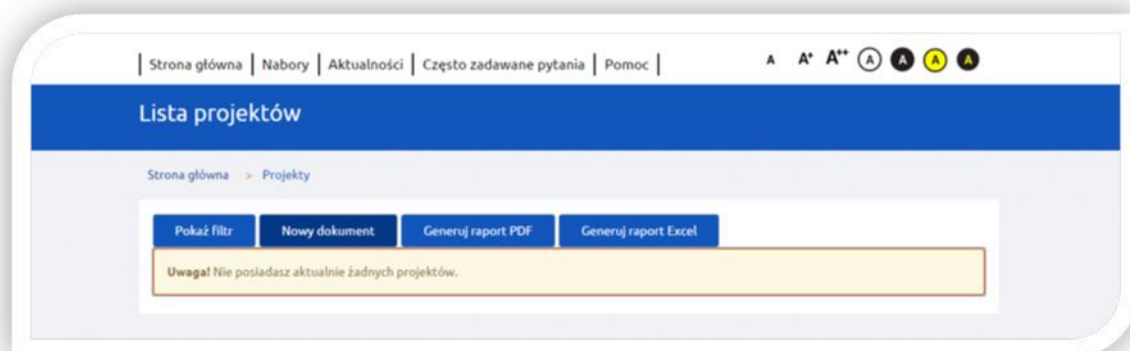 Strona główna | Nabory | Aktualności | Często zadawane pytania | Pomoc | A A+ A++ A A A A
Lista projektów
Strona główna > Projekty
Pokaż filtr Nowy dokument Generuj raport PDF Generuj raport Excel
Uwaga! Nie posiadasz aktualnie żadnych projektów.